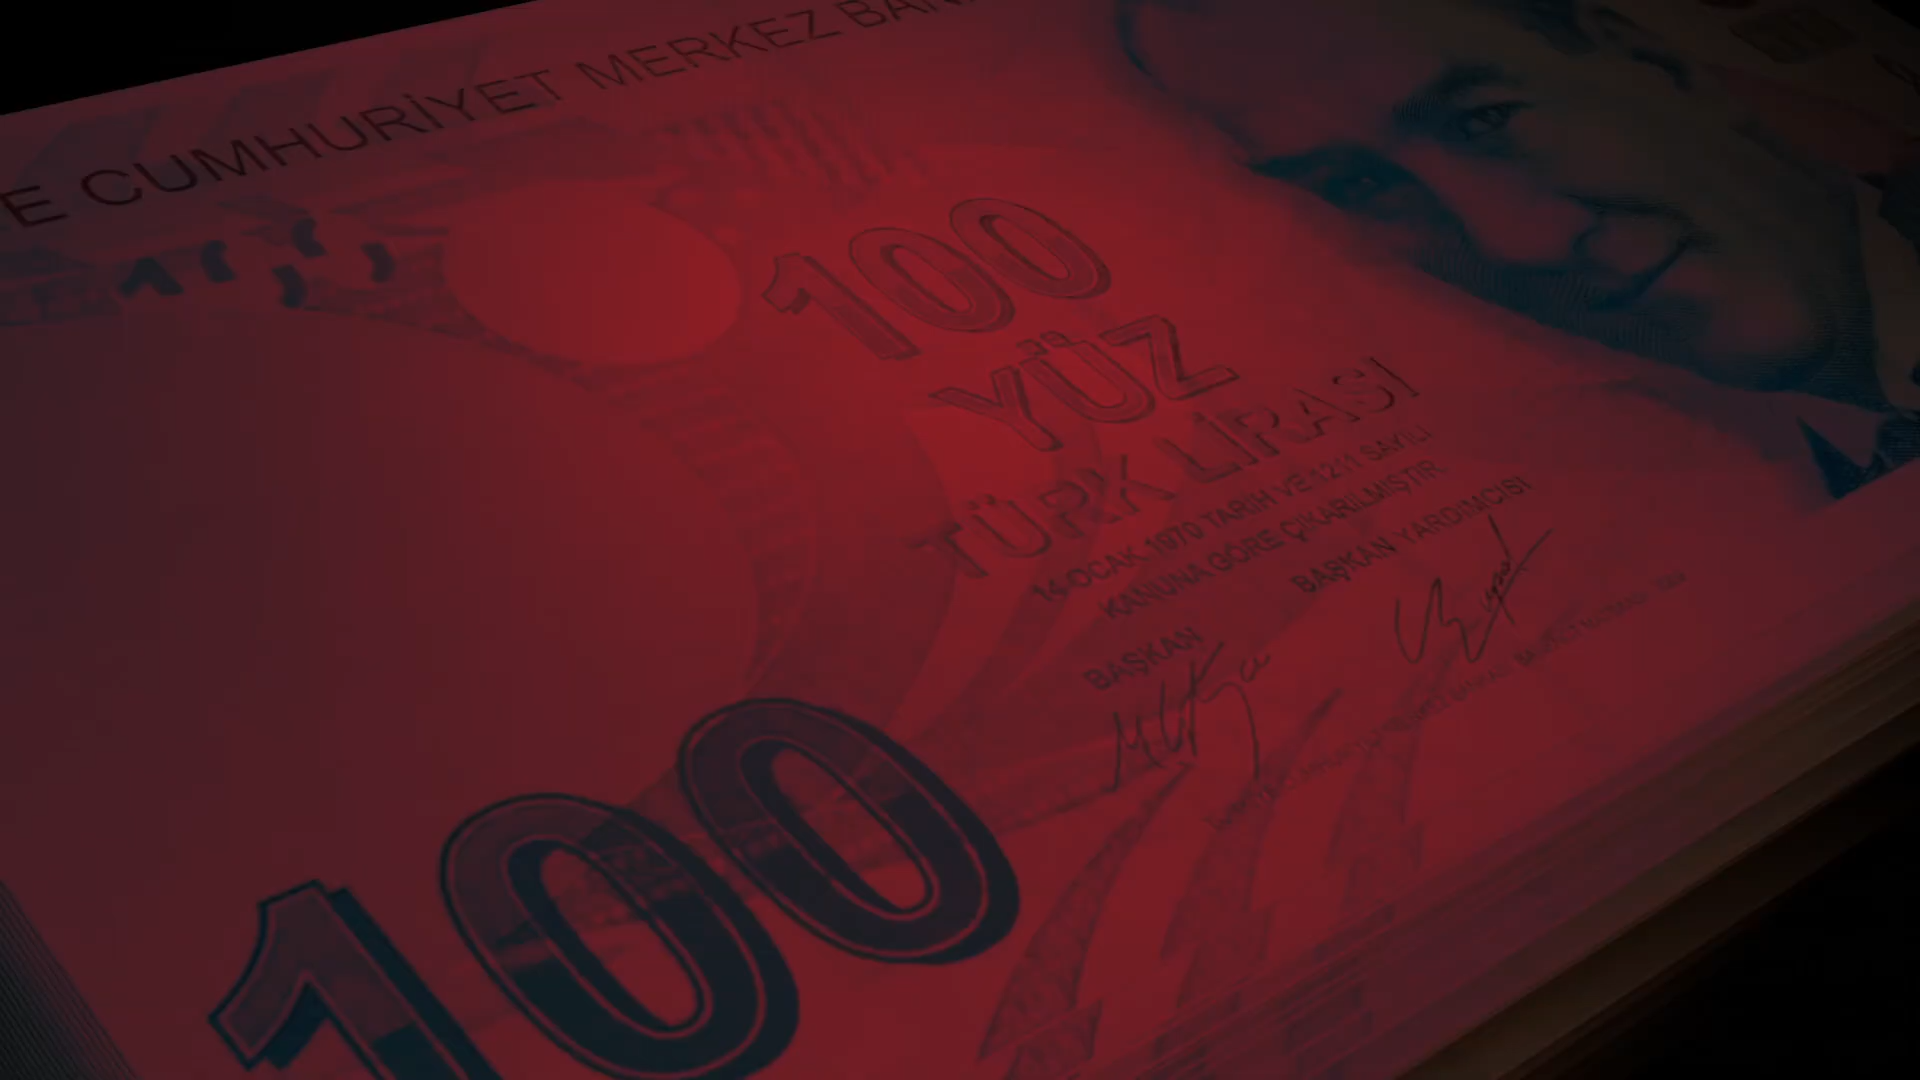 E CUMHURİYET MERKEZ BAN
100
YÜZ
TÜRK LİRASI
14 OCAK 1970 TARİH VE 1211 SAYILI
KANUNA GÖRE ÇIKARILMIŞTIR.
BAŞKAN
BAŞKAN YARDIMCISI
100